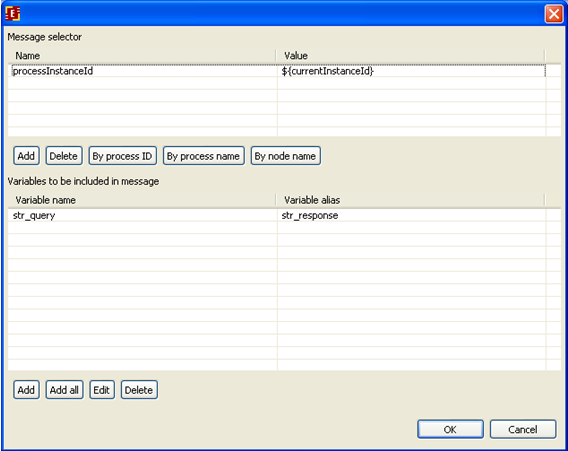 E
Message selector
Name Value
processInstanceId ${currentInstanceId}
Add Delete By process ID By process name By node name
Variables to be included in message
Variable name Variable alias
str_query str_response
Add Add all Edit Delete
OK Cancel